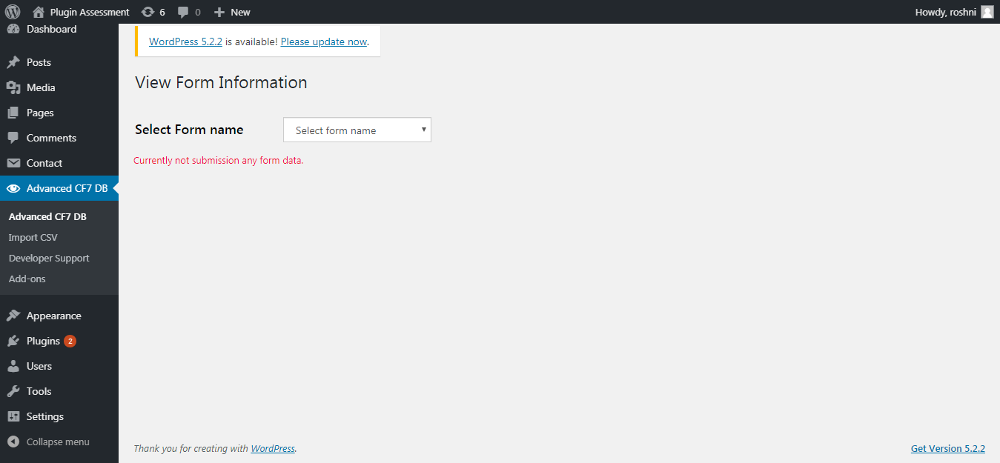 Plugin Assessment 6 0 New Howdy, roshni
Dashboard
Posts
Media
Pages
Comments
Contact
Advanced CF7 DB
Advanced CF7 DB
Import CSV
Developer Support
Add-ons
Appearance
Plugins 2
Users
Tools
Settings
Collapse menu
WordPress 5.2.2 is available! Please update now.
View Form Information
Select Form name Select form name
Currently not submission any form data.
Thank you for creating with WordPress. Get Version 5.2.2